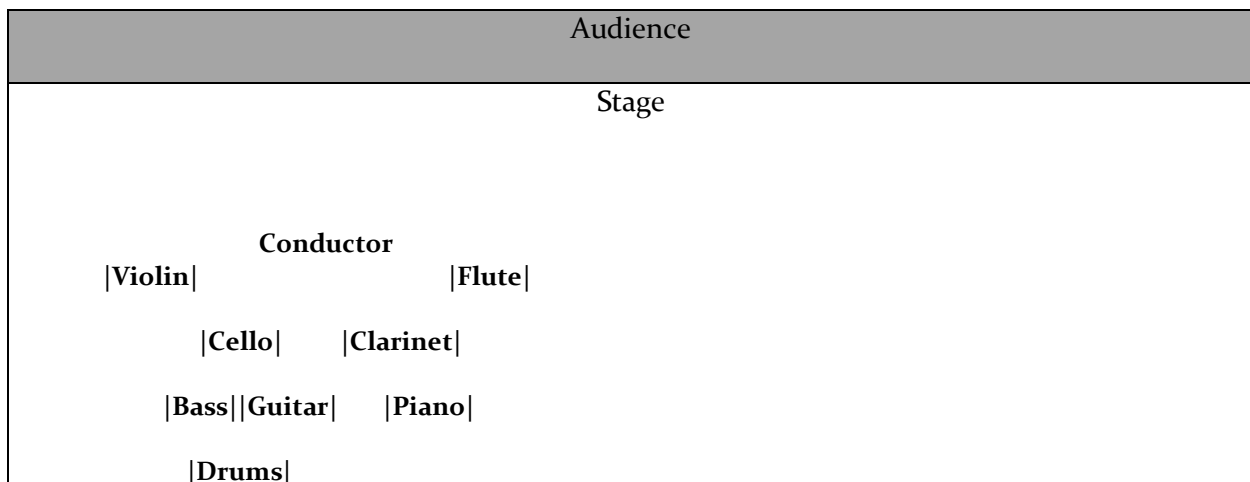 Audience
Stage
Conductor
|Violin| |Flute|
|Cello| |Clarinet|
|Bass||Guitar| |Piano|
|Drums|